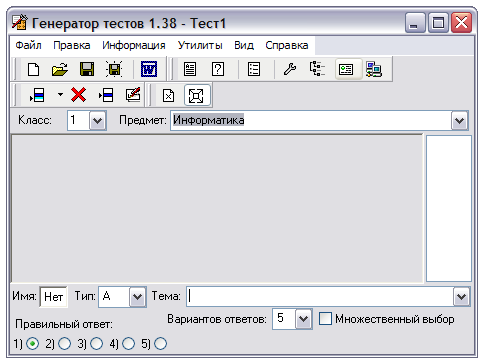 Генератор тестов 1.38 - Тест1
Файл Правка Информация Утилиты Вид Справка
W
Класс: 1 Предмет: Информатика
Имя: Нет Тип: A Тема:
Вариантов ответов: 5 Множественный выбор
Правильный ответ:
1) 2) 3) 4) 5)